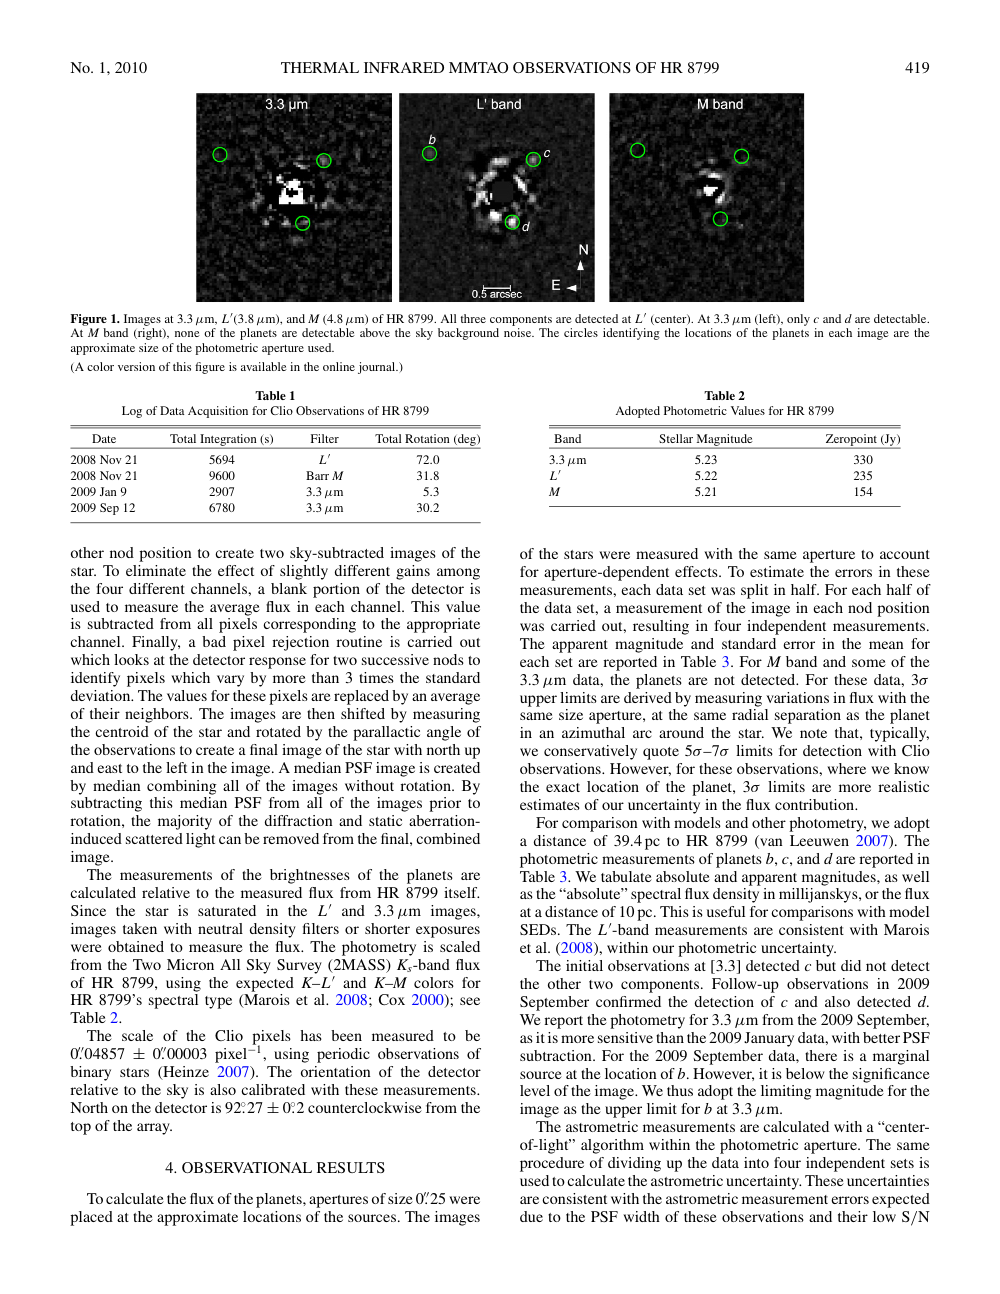 No. 1, 2010 THERMAL INFRARED MMTAO OBSERVATIONS OF HR 8799 419
3.3 μm
L' band
M band
b
c
d
N
E
0.5 arcsec
Figure 1. Images at 3.3 μm, L′(3.8 μm), and M (4.8 μm) of HR 8799. All three components are detected at L′ (center). At 3.3 μm (left), only c and d are detectable.
At M band (right), none of the planets are detectable above the sky background noise. The circles identifying the locations of the planets in each image are the
approximate size of the photometric aperture used.
(A color version of this figure is available in the online journal.)
Table 1
Log of Data Acquisition for Clio Observations of HR 8799
Date Total Integration (s) Filter Total Rotation (deg)
2008 Nov 21 5694 L′ 72.0
2008 Nov 21 9600 Barr M 31.8
2009 Jan 9 2907 3.3 μm 5.3
2009 Sep 12 6780 3.3 μm 30.2
Table 2
Adopted Photometric Values for HR 8799
Band Stellar Magnitude Zeropoint (Jy)
3.3 μm 5.23 330
L′ 5.22 235
M 5.21 154
other nod position to create two sky-subtracted images of the
star. To eliminate the effect of slightly different gains among
the four different channels, a blank portion of the detector is
used to measure the average flux in each channel. This value
is subtracted from all pixels corresponding to the appropriate
channel. Finally, a bad pixel rejection routine is carried out
which looks at the detector response for two successive nods to
identify pixels which vary by more than 3 times the standard
deviation. The values for these pixels are replaced by an average
of their neighbors. The images are then shifted by measuring
the centroid of the star and rotated by the parallactic angle of
the observations to create a final image of the star with north up
and east to the left in the image. A median PSF image is created
by median combining all of the images without rotation. By
subtracting this median PSF from all of the images prior to
rotation, the majority of the diffraction and static aberration-
induced scattered light can be removed from the final, combined
image.
The measurements of the brightnesses of the planets are
calculated relative to the measured flux from HR 8799 itself.
Since the star is saturated in the L′ and 3.3 μm images,
images taken with neutral density filters or shorter exposures
were obtained to measure the flux. The photometry is scaled
from the Two Micron All Sky Survey (2MASS) Ks-band flux
of HR 8799, using the expected K–L′ and K–M colors for
HR 8799's spectral type (Marois et al. 2008; Cox 2000); see
Table 2.
The scale of the Clio pixels has been measured to be
0″.04857 ± 0″.00003 pixel−1, using periodic observations of
binary stars (Heinze 2007). The orientation of the detector
relative to the sky is also calibrated with these measurements.
North on the detector is 92°.27 ± 0°.2 counterclockwise from the
top of the array.
4. OBSERVATIONAL RESULTS
To calculate the flux of the planets, apertures of size 0″.25 were
placed at the approximate locations of the sources. The images
of the stars were measured with the same aperture to account
for aperture-dependent effects. To estimate the errors in these
measurements, each data set was split in half. For each half of
the data set, a measurement of the image in each nod position
was carried out, resulting in four independent measurements.
The apparent magnitude and standard error in the mean for
each set are reported in Table 3. For M band and some of the
3.3 μm data, the planets are not detected. For these data, 3σ
upper limits are derived by measuring variations in flux with the
same size aperture, at the same radial separation as the planet
in an azimuthal arc around the star. We note that, typically,
we conservatively quote 5σ–7σ limits for detection with Clio
observations. However, for these observations, where we know
the exact location of the planet, 3σ limits are more realistic
estimates of our uncertainty in the flux contribution.
For comparison with models and other photometry, we adopt
a distance of 39.4 pc to HR 8799 (van Leeuwen 2007). The
photometric measurements of planets b, c, and d are reported in
Table 3. We tabulate absolute and apparent magnitudes, as well
as the “absolute” spectral flux density in millijanskys, or the flux
at a distance of 10 pc. This is useful for comparisons with model
SEDs. The L′-band measurements are consistent with Marois
et al. (2008), within our photometric uncertainty.
The initial observations at [3.3] detected c but did not detect
the other two components. Follow-up observations in 2009
September confirmed the detection of c and also detected d.
We report the photometry for 3.3 μm from the 2009 September,
as it is more sensitive than the 2009 January data, with better PSF
subtraction. For the 2009 September data, there is a marginal
source at the location of b. However, it is below the significance
level of the image. We thus adopt the limiting magnitude for the
image as the upper limit for b at 3.3 μm.
The astrometric measurements are calculated with a “center-
of-light” algorithm within the photometric aperture. The same
procedure of dividing up the data into four independent sets is
used to calculate the astrometric uncertainty. These uncertainties
are consistent with the astrometric measurement errors expected
due to the PSF width of these observations and their low S/N